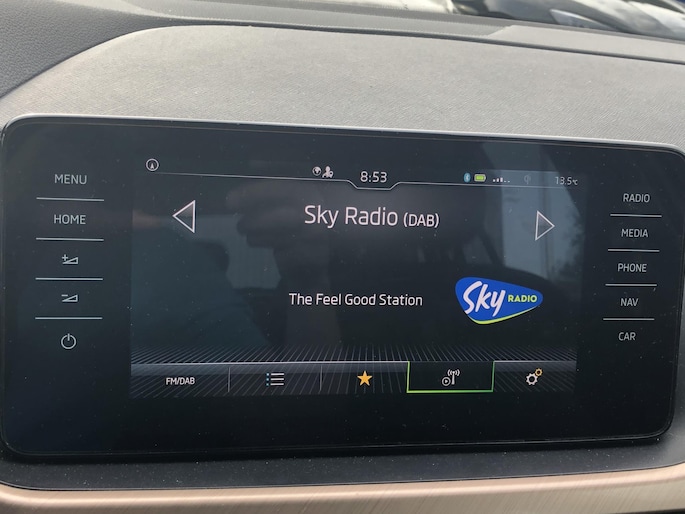 MENU
HOME
8:53
13.5°C
Sky Radio (DAB)
The Feel Good Station
Sky RADIO
FM/DAB
RADIO
MEDIA
PHONE
NAV
CAR